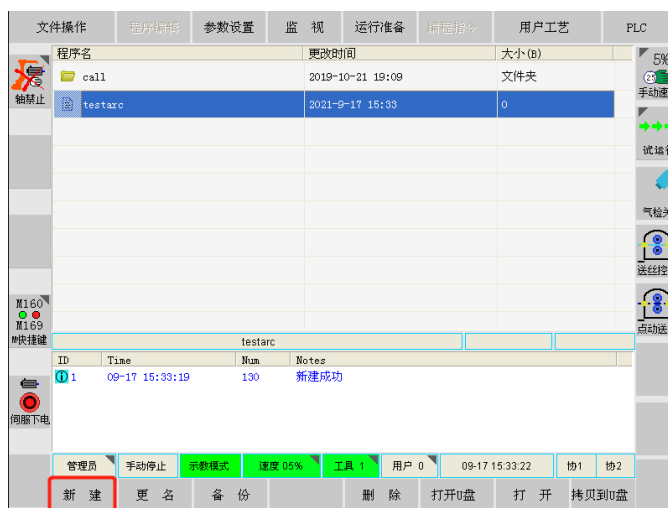 文件操作 程序编辑 参数设置 监 视 运行准备 编程指令 用户工艺 PLC
程序名 更改时间 大小(B)
call 2019-10-21 19:09 文件夹
testarc 2021-9-17 15:33 0
轴禁止
M160
M169
M快捷键
伺服下电
5%
手动速
试运行
气检关
送丝控
点动送
testarc
ID Time Num Notes
1 09-17 15:33:19 130 新建成功
管理员 手动停止 示教模式 速度 05% 工具 1 用户 0 09-17 15:33:22 协1 协2
新 建 更 名 备 份 删 除 打开U盘 打 开 拷贝到U盘